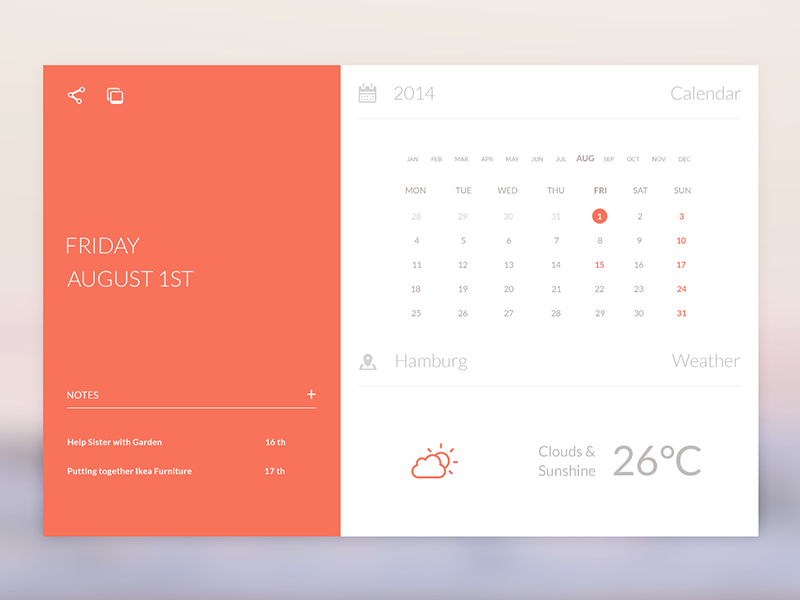 FRIDAY
AUGUST 1ST
NOTES +
Help Sister with Garden 16 th
Putting together Ikea Furniture 17 th
2014 Calendar
JAN FEB MAR APR MAY JUN JUL AUG SEP OCT NOV DEC
MON TUE WED THU FRI SAT SUN
28 29 30 31 1 2 3
4 5 6 7 8 9 10
11 12 13 14 15 16 17
18 19 20 21 22 23 24
25 26 27 28 29 30 31
Hamburg Weather
Clouds &
Sunshine
26°C